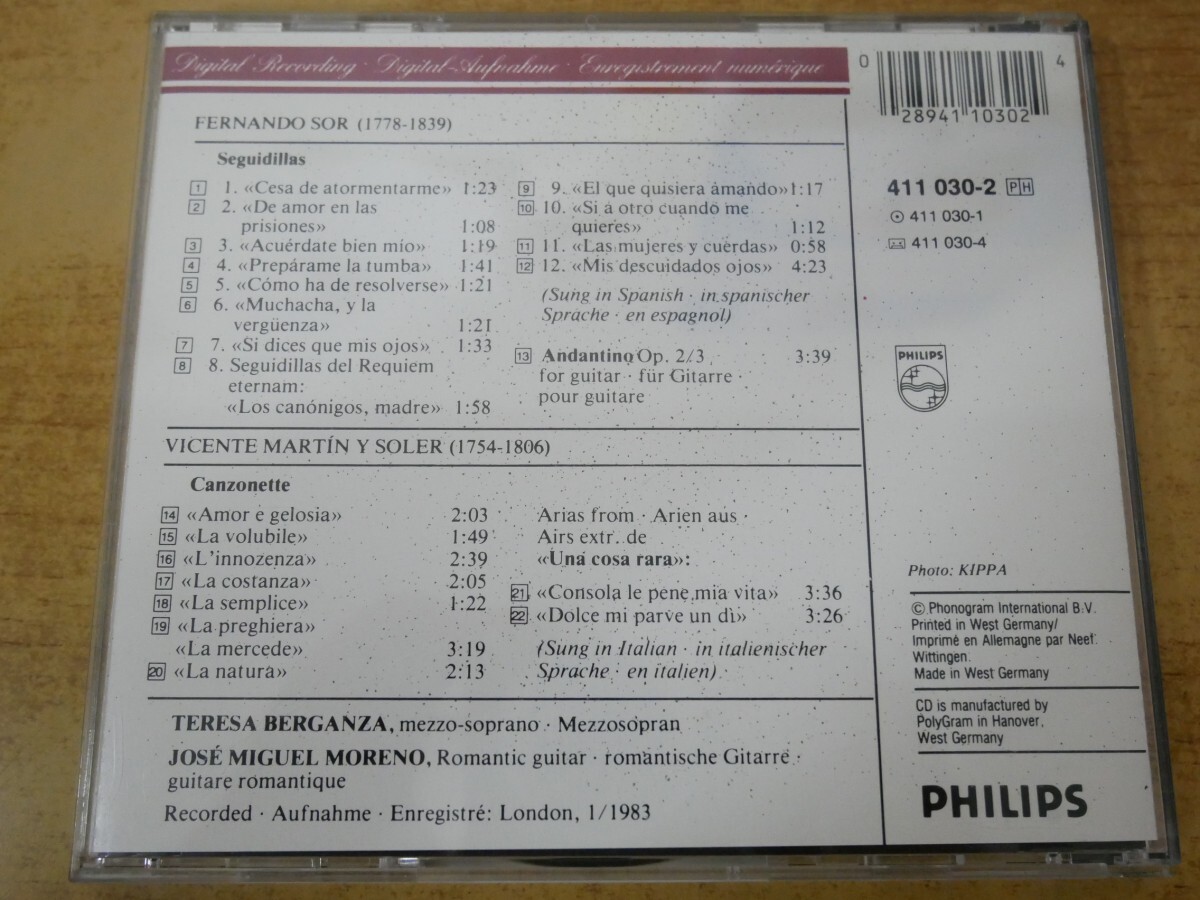 Digital Recording · Digital-Aufnahme · Enregistrement numérique
FERNANDO SOR (1778-1839)
Seguidillas
1 1. «Cesa de atormentarme» 1:23
2 2. «De amor en las
prisiones» 1:08
3 3. «Acuérdate bien mío» 1:19
4 4. «Prepárame la tumba» 1:41
5 5. «Cómo ha de resolverse» 1:21
6 6. «Muchacha, y la
vergüenza» 1:21
7 7. «Si dices que mis ojos» 1:33
8 8. Seguidillas del Requiem
eternam:
«Los canónigos, madre» 1:58
9 9. «El que quisiera amando» 1:17
10 10. «Si a otro cuando me
quieres» 1:12
11 11. «Las mujeres y cuerdas» 0:58
12 12. «Mis descuidados ojos» 4:23
(Sung in Spanish · in spanischer
Sprache · en espagnol)
13 Andantino Op. 2/3 3:39
for guitar · für Gitarre ·
pour guitare
VICENTE MARTÍN Y SOLER (1754-1806)
Canzonette
14 «Amor e gelosia» 2:03
15 «La volubile» 1:49
16 «L'innozenza» 2:39
17 «La costanza» 2:05
18 «La semplice» 1:22
19 «La preghiera»
«La mercede» 3:19
20 «La natura» 2:13
Arias from · Arien aus ·
Airs extr. de
«Una cosa rara»:
21 «Consola le pene, mia vita» 3:36
22 «Dolce mi parve un dì» 3:26
(Sung in Italian · in italienischer
Sprache · en italien)
TERESA BERGANZA, mezzo-soprano · Mezzosopran
JOSÉ MIGUEL MORENO, Romantic guitar · romantische Gitarre ·
guitare romantique
Recorded · Aufnahme · Enregistré: London, 1/1983
0 28941 10302 4
411 030-2 PH
411 030-1
411 030-4
PHILIPS
Photo: KIPPA
© Phonogram International B.V.
Printed in West Germany/
Imprimé en Allemagne par Neef.
Wittingen.
Made in West Germany
CD is manufactured by
PolyGram in Hanover,
West Germany
PHILIPS